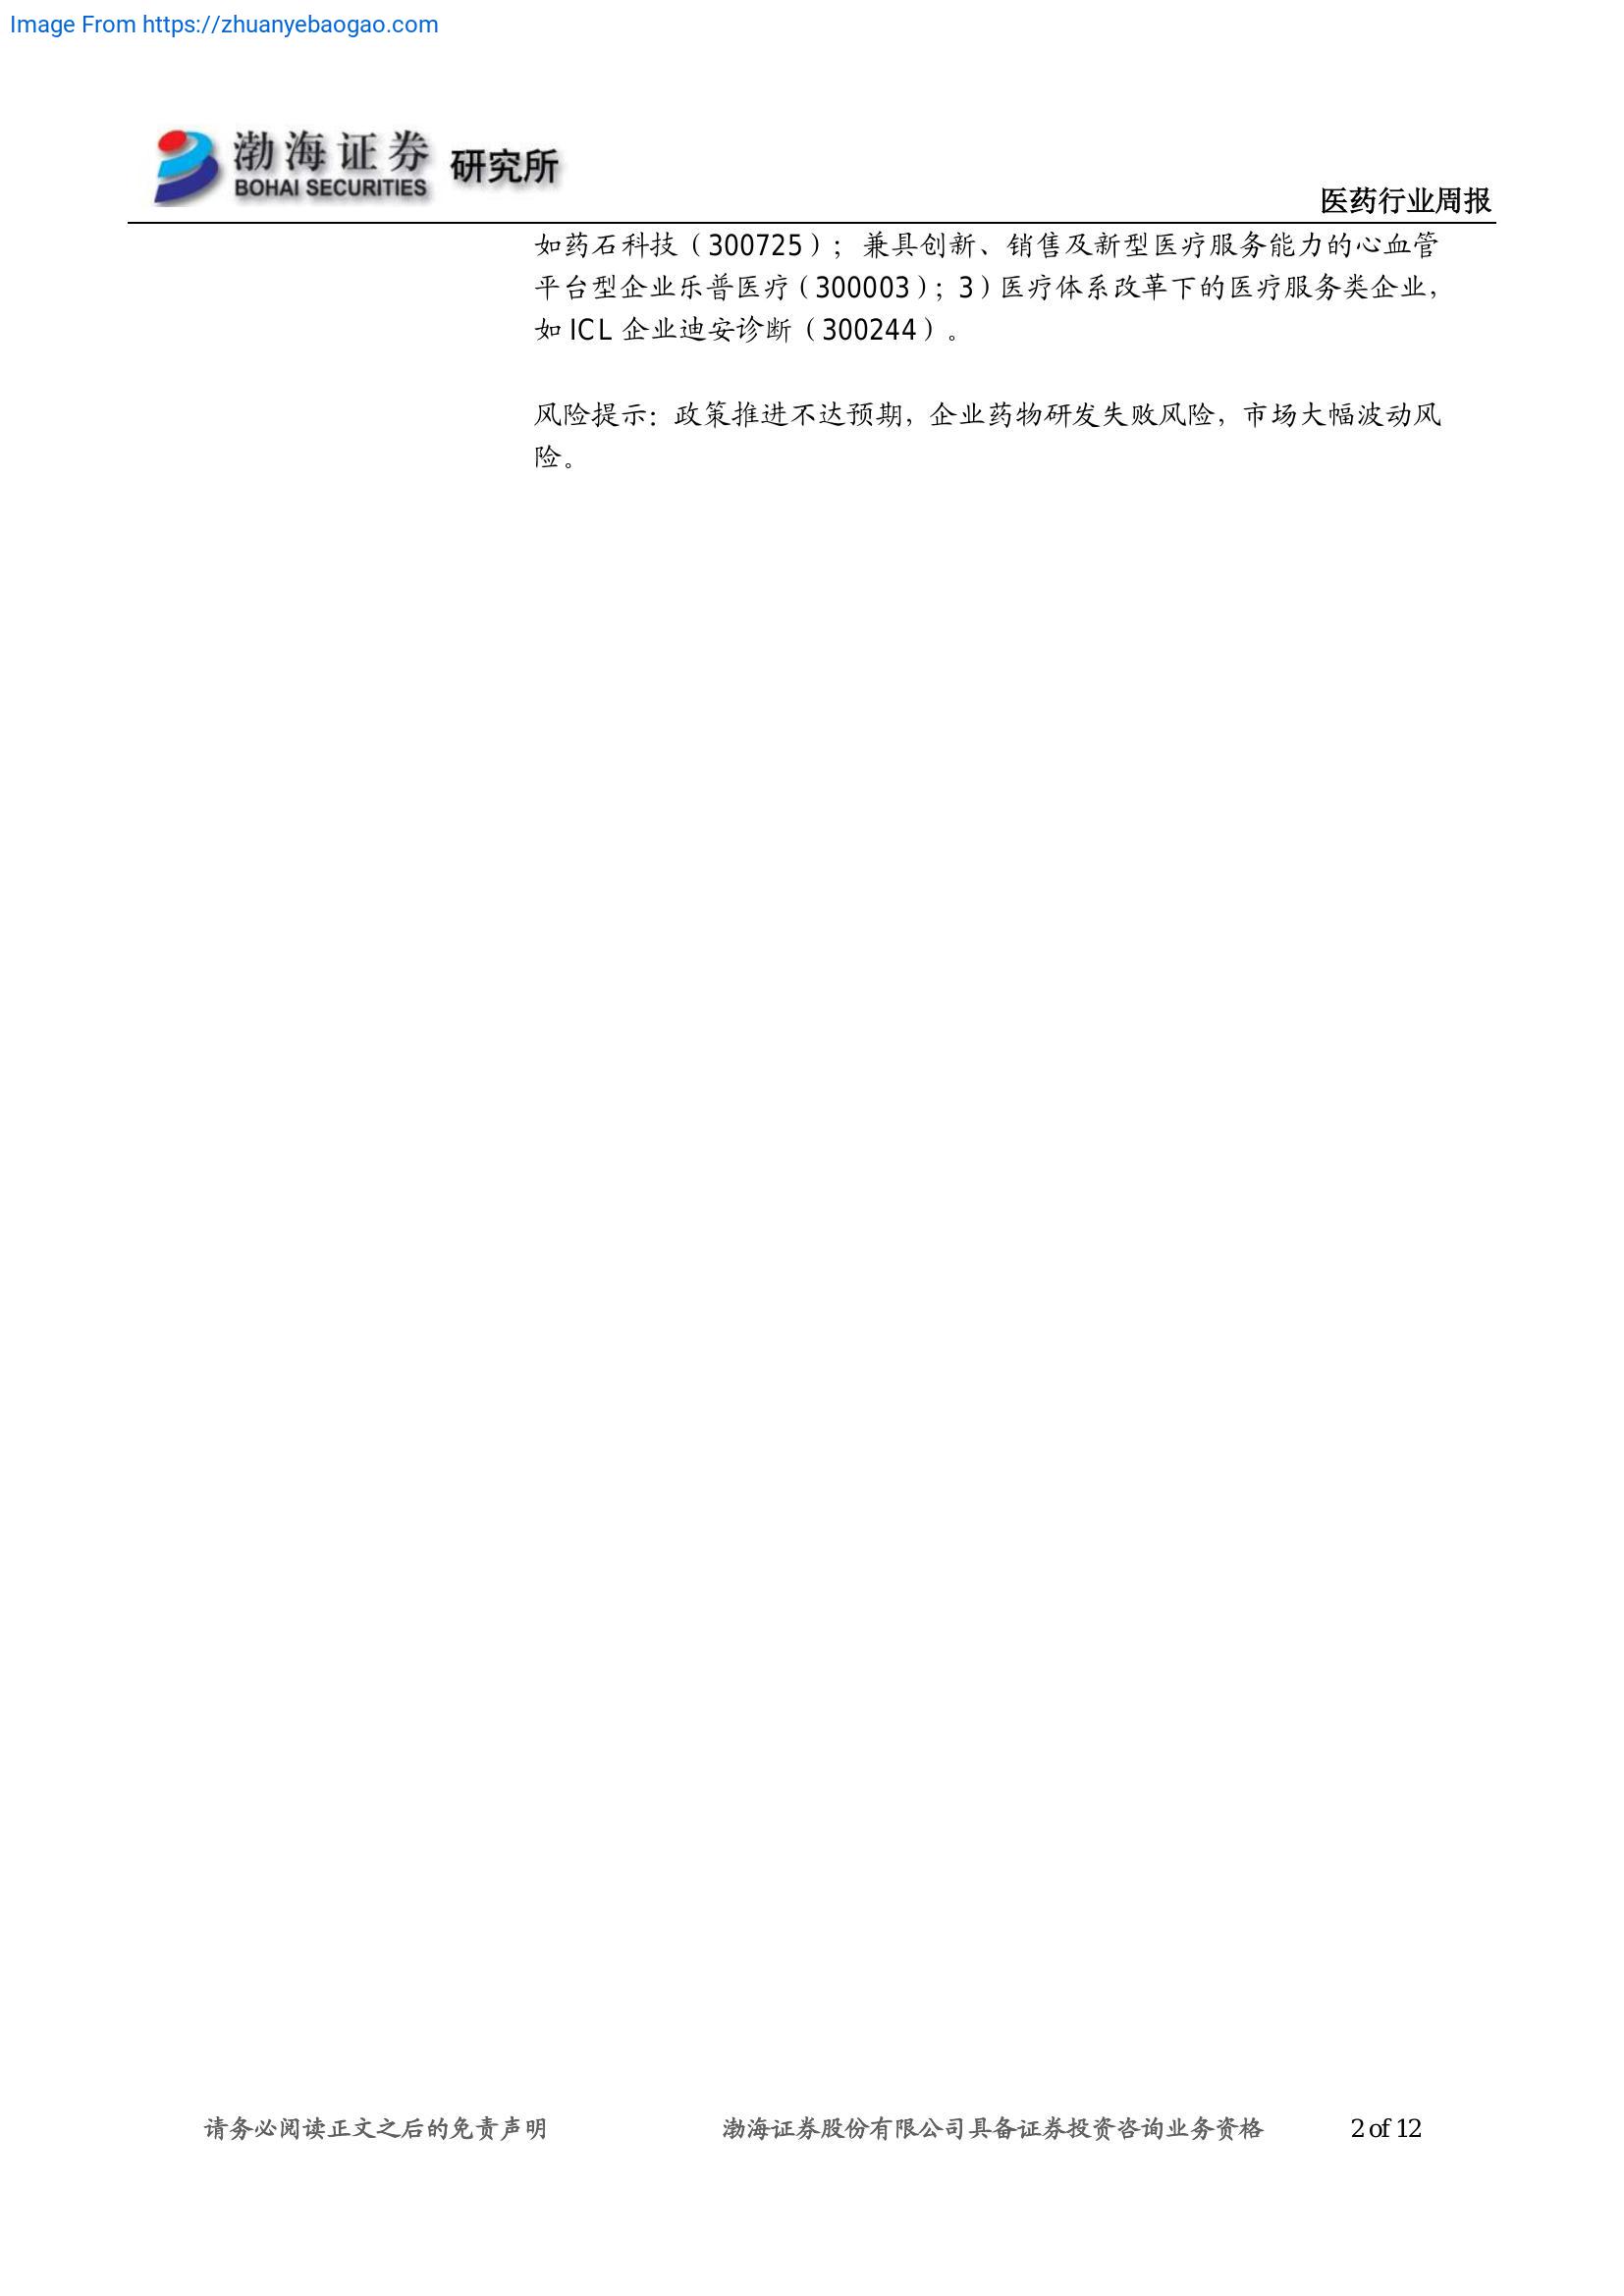 Image From https://zhuanyebaogao.com
渤海证券 研究所
BOHAI SECURITIES
医药行业周报
如药石科技（300725）；兼具创新、销售及新型医疗服务能力的心血管
平台型企业乐普医疗（300003）；3）医疗体系改革下的医疗服务类企业，
如 ICL 企业迪安诊断（300244）。
风险提示：政策推进不达预期，企业药物研发失败风险，市场大幅波动风
险。
请务必阅读正文之后的免责声明 渤海证券股份有限公司具备证券投资咨询业务资格 2 of 12